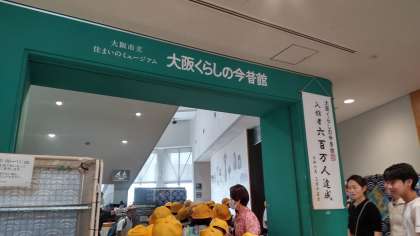 大阪市立
住まいのミュージアム
大阪くらしの今昔館
大阪くらしの今昔館
入館者六百万人達成